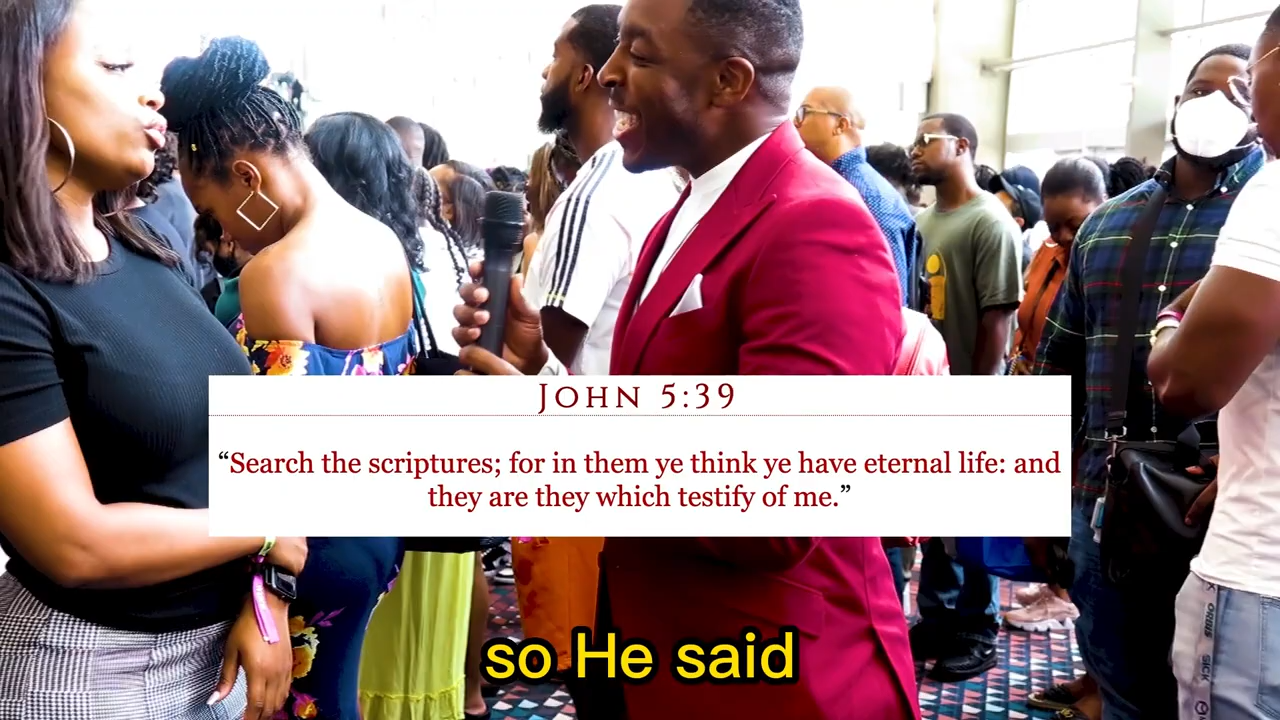 John 5:39
“Search the scriptures; for in them ye think ye have eternal life: and
they are they which testify of me.”
so He said